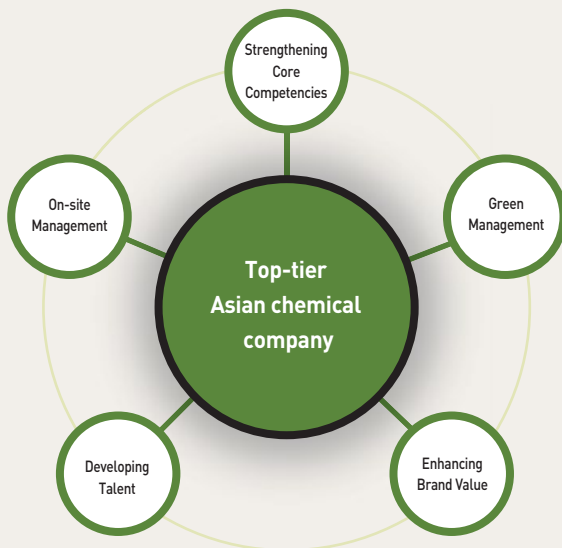 Strengthening
Core
Competencies
On-site
Management
Green
Management
Top-tier
Asian chemical
company
Developing
Talent
Enhancing
Brand Value